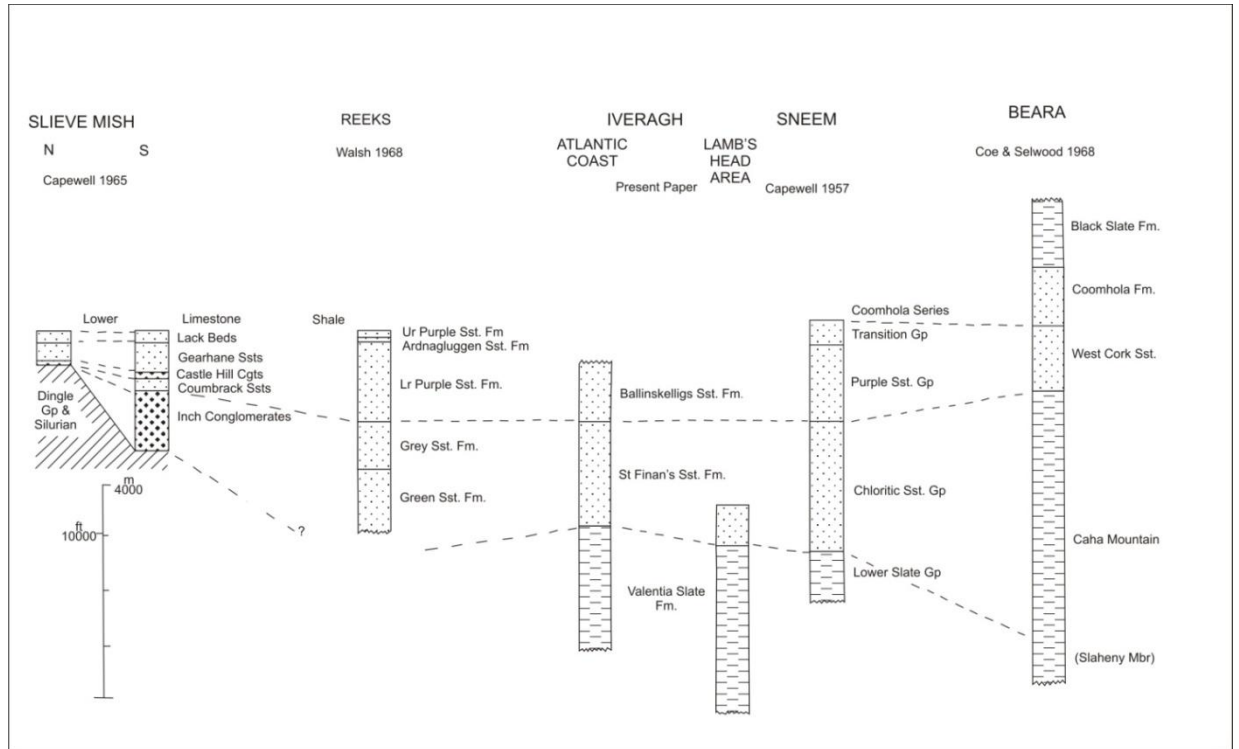 SLIEVE MISH
N S
Capewell 1965
REEKS
Walsh 1968
IVERAGH
ATLANTIC
COAST
LAMB'S
HEAD
AREA
Present Paper
SNEEM
Capewell 1957
BEARA
Coe & Selwood 1968
Lower Limestone Shale
Lack Beds
Gearhane Ssts
Castle Hill Cgts
Coumbrack Ssts
Inch Conglomerates
Dingle
Gp &
Silurian
m
4000
ft
10000
?
Ur Purple Sst. Fm
Ardnagluggen Sst. Fm
Lr Purple Sst. Fm.
Grey Sst. Fm.
Green Sst. Fm.
Ballinskelligs Sst. Fm.
St Finan's Sst. Fm.
Valentia Slate
Fm.
Coomhola Series
Transition Gp
Purple Sst. Gp
Chloritic Sst. Gp
Lower Slate Gp
Black Slate Fm.
Coomhola Fm.
West Cork Sst.
Caha Mountain
(Slaheny Mbr)